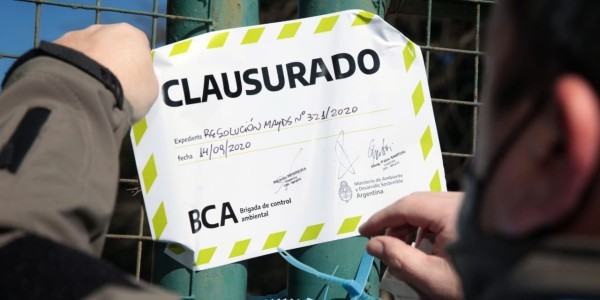 CLAUSURADO
Expediente RESOLUCIÓN MAyDS Nº 321/2020
fecha 14/09/2020
BCA Brigada de control
ambiental
Ministerio de Ambiente
y Desarrollo Sostenible
Argentina